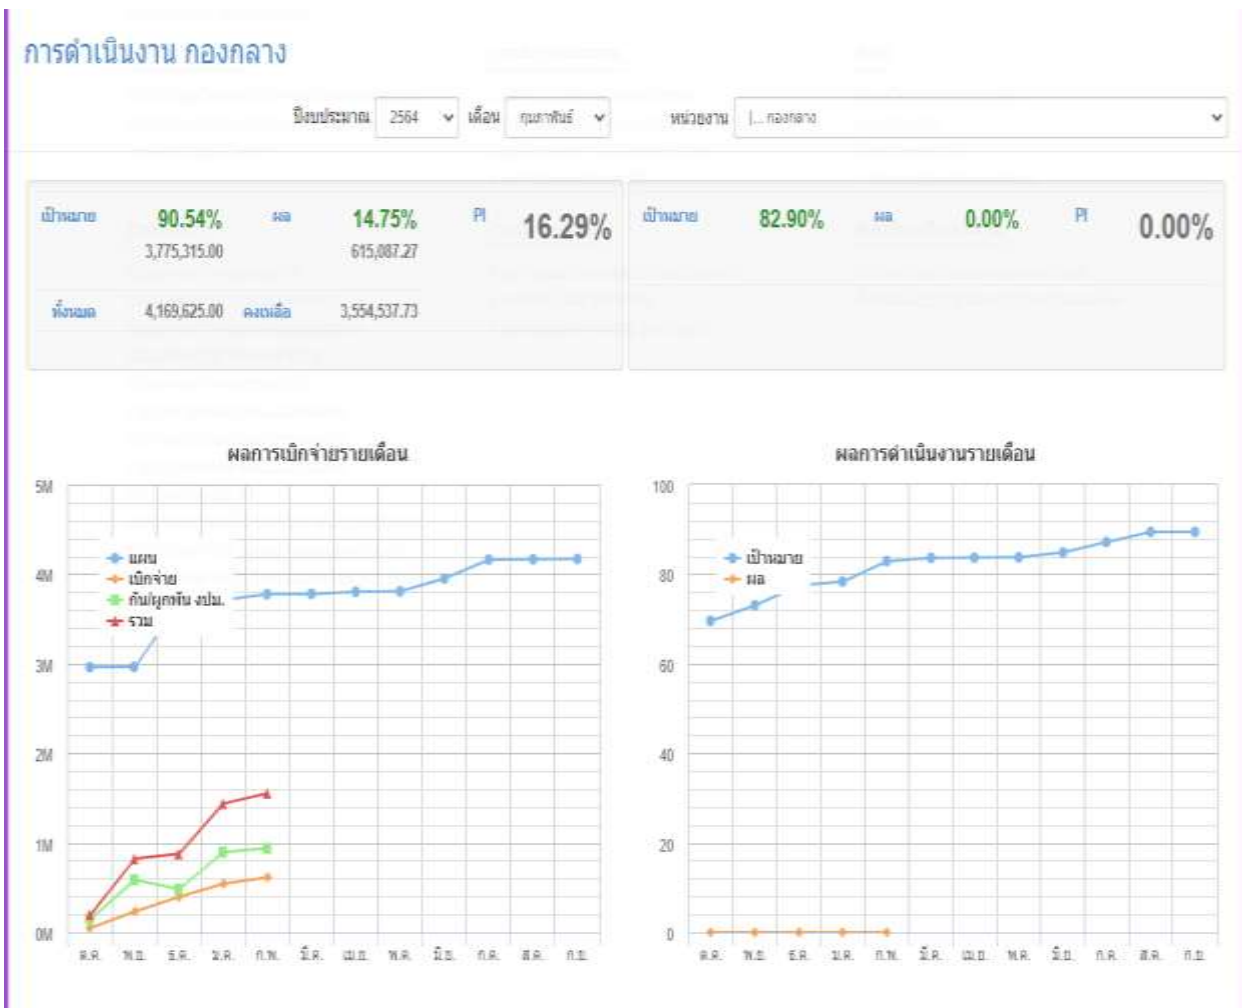 การดำเนินงาน กองกลาง
ปีงบประมาณ 2564 เดือน กุมภาพันธ์ หน่วยงาน |... กองกลาง
เป้าหมาย 90.54% ผล 14.75% PI 16.29%
3,775,315.00 615,087.27
ทั้งหมด 4,169,625.00 คงเหลือ 3,554,537.73
เป้าหมาย 82.90% ผล 0.00% PI 0.00%
ผลการเบิกจ่ายรายเดือน
5M
4M
3M
2M
1M
0M
แผน
เบิกจ่าย
กัน/ผูกพัน งปม.
รวม
ต.ค. พ.ย. ธ.ค. ม.ค. ก.พ. มี.ค. เม.ย. พ.ค. มิ.ย. ก.ค. ส.ค. ก.ย.
ผลการดำเนินงานรายเดือน
100
80
60
40
20
0
เป้าหมาย
ผล
ต.ค. พ.ย. ธ.ค. ม.ค. ก.พ. มี.ค. เม.ย. พ.ค. มิ.ย. ก.ค. ส.ค. ก.ย.